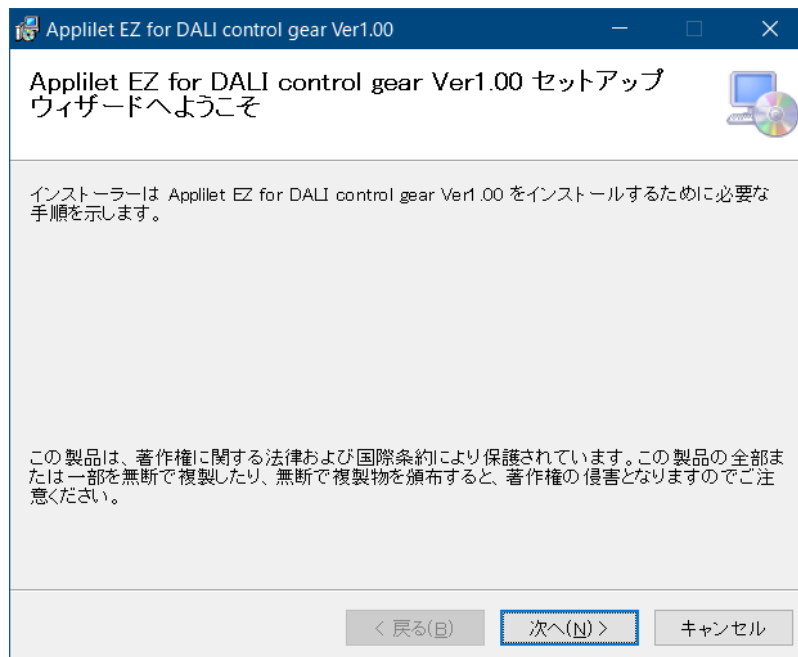 Applilet EZ for DALI control gear Ver1.00
Applilet EZ for DALI control gear Ver1.00 セットアップ
ウィザードへようこそ
インストーラーは Applilet EZ for DALI control gear Ver1.00 をインストールするために必要な
手順を示します。
この製品は、著作権に関する法律および国際条約により保護されています。この製品の全部ま
たは一部を無断で複製したり、無断で複製物を頒布すると、著作権の侵害となりますのでご注
意ください。
< 戻る(B)
次へ(N) >
キャンセル